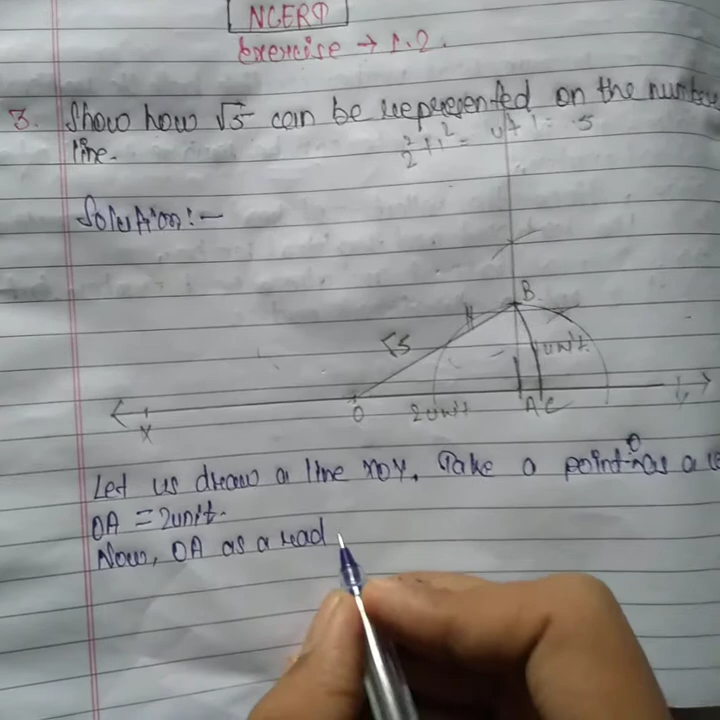 NCERT
Exercise → 1.2.
3. Show how √5 can be represented on the number
line.
2² + 1² = 4 + 1 = 5
Solution:-
B
√5
1 unit
X
O
2 unit
A C
Let us draw a line XOY. Take a point O as a
OA = 2unit.
Now, OA as a rad